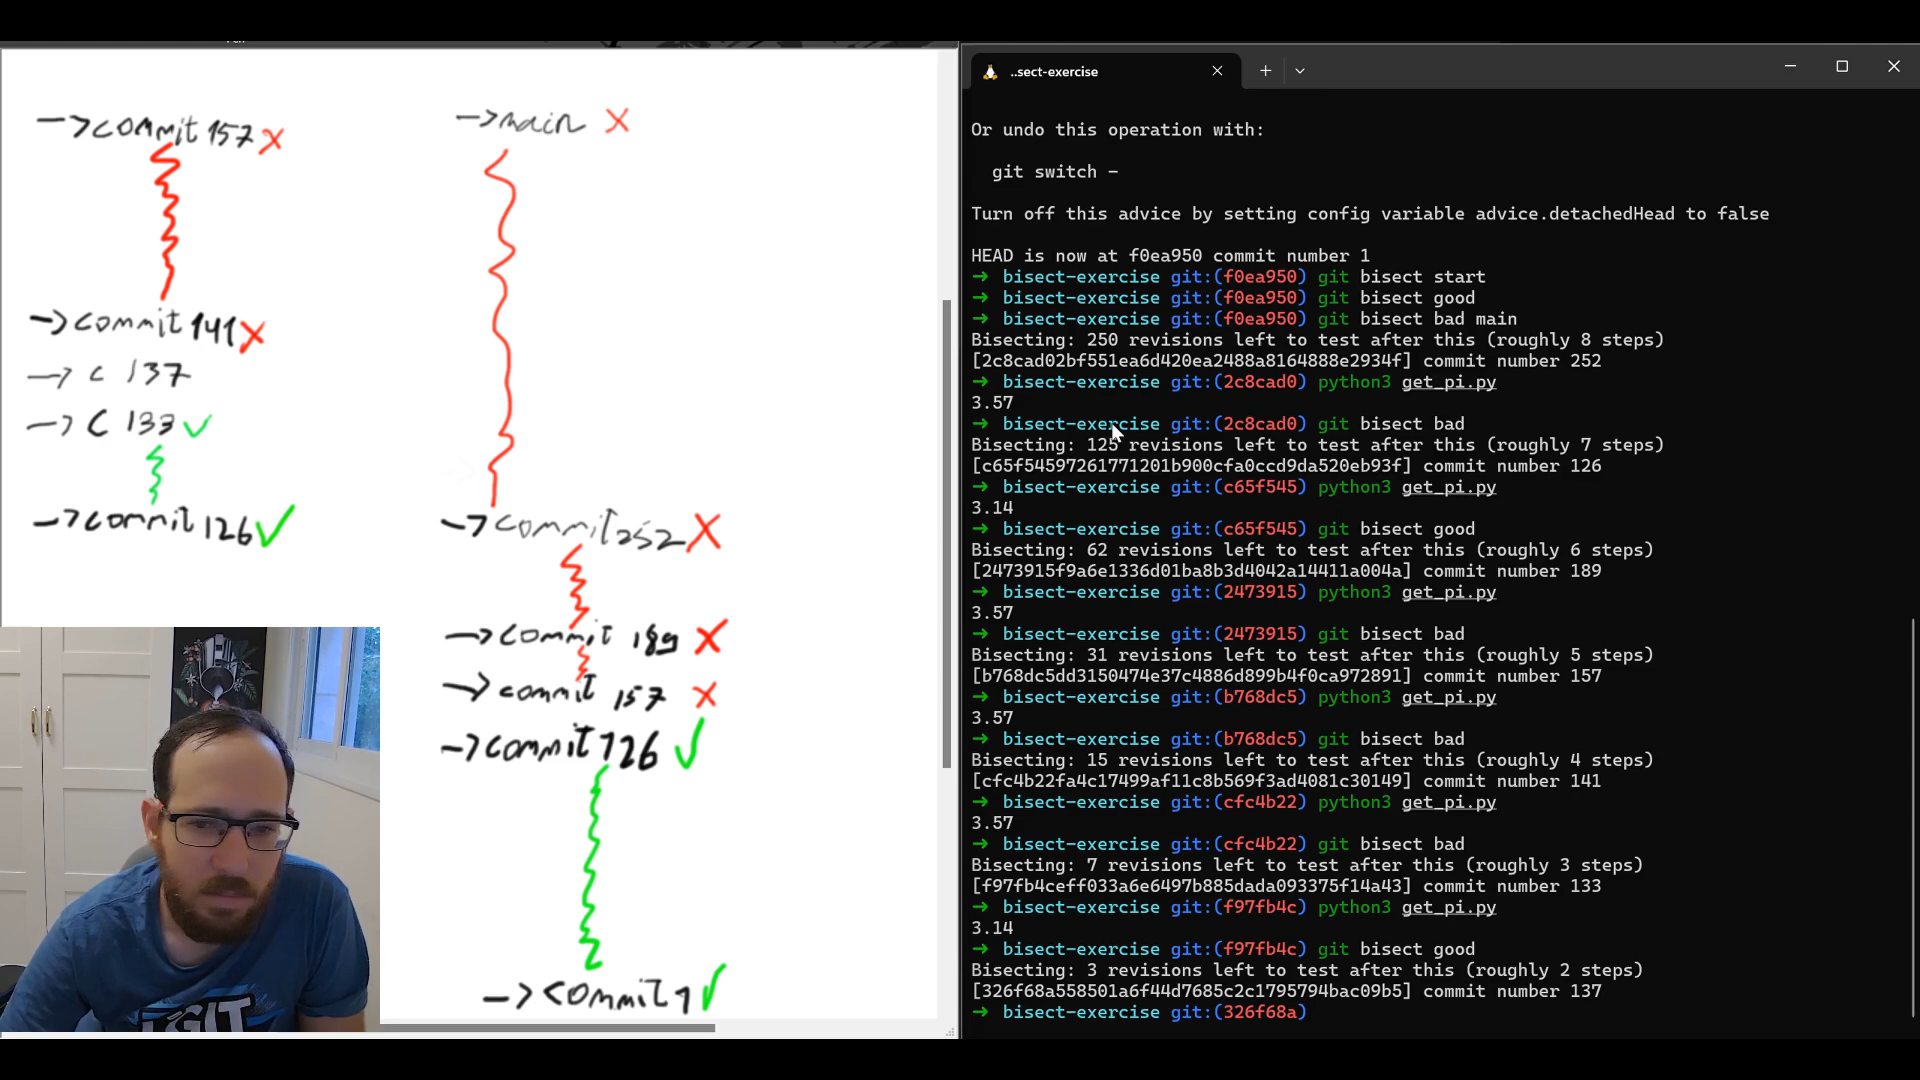 ->commit 157 X
->commit 141 X
-> C 137
-> C 133 ✓
->commit 126 ✓
->main X
->commit 252 X
->commit 189 X
->commit 157 X
->commit 126 ✓
->commit 1 ✓
GIT
..sect-exercise
Or undo this operation with:
git switch -
Turn off this advice by setting config variable advice.detachedHead to false
HEAD is now at f0ea950 commit number 1
→ bisect-exercise git:(f0ea950) git bisect start
→ bisect-exercise git:(f0ea950) git bisect good
→ bisect-exercise git:(f0ea950) git bisect bad main
Bisecting: 250 revisions left to test after this (roughly 8 steps)
[2c8cad02bf551ea6d420ea2488a8164888e2934f] commit number 252
→ bisect-exercise git:(2c8cad0) python3 get_pi.py
3.57
→ bisect-exercise git:(2c8cad0) git bisect bad
Bisecting: 125 revisions left to test after this (roughly 7 steps)
[c65f54597261771201b900cfa0ccd9da520eb93f] commit number 126
→ bisect-exercise git:(c65f545) python3 get_pi.py
3.14
→ bisect-exercise git:(c65f545) git bisect good
Bisecting: 62 revisions left to test after this (roughly 6 steps)
[2473915f9a6e1336d01ba8b3d4042a14411a004a] commit number 189
→ bisect-exercise git:(2473915) python3 get_pi.py
3.57
→ bisect-exercise git:(2473915) git bisect bad
Bisecting: 31 revisions left to test after this (roughly 5 steps)
[b768dc5dd3150474e37c4886d899b4f0ca972891] commit number 157
→ bisect-exercise git:(b768dc5) python3 get_pi.py
3.57
→ bisect-exercise git:(b768dc5) git bisect bad
Bisecting: 15 revisions left to test after this (roughly 4 steps)
[cfc4b22fa4c17499af11c8b569f3ad4081c30149] commit number 141
→ bisect-exercise git:(cfc4b22) python3 get_pi.py
3.57
→ bisect-exercise git:(cfc4b22) git bisect bad
Bisecting: 7 revisions left to test after this (roughly 3 steps)
[f97fb4ceff033a6e6497b885dada093375f14a43] commit number 133
→ bisect-exercise git:(f97fb4c) python3 get_pi.py
3.14
→ bisect-exercise git:(f97fb4c) git bisect good
Bisecting: 3 revisions left to test after this (roughly 2 steps)
[326f68a558501a6f44d7685c2c1795794bac09b5] commit number 137
→ bisect-exercise git:(326f68a)